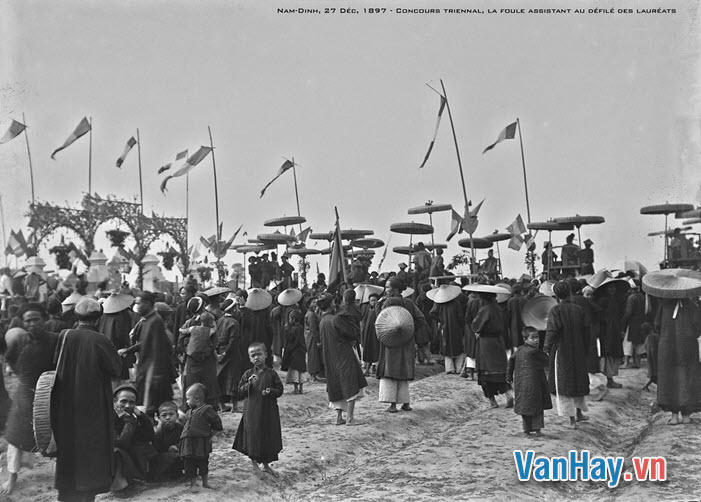 Nam-Dinh, 27 Déc, 1897 - Concours triennal, la foule assistant au défilé des lauréats
VanHay.vn